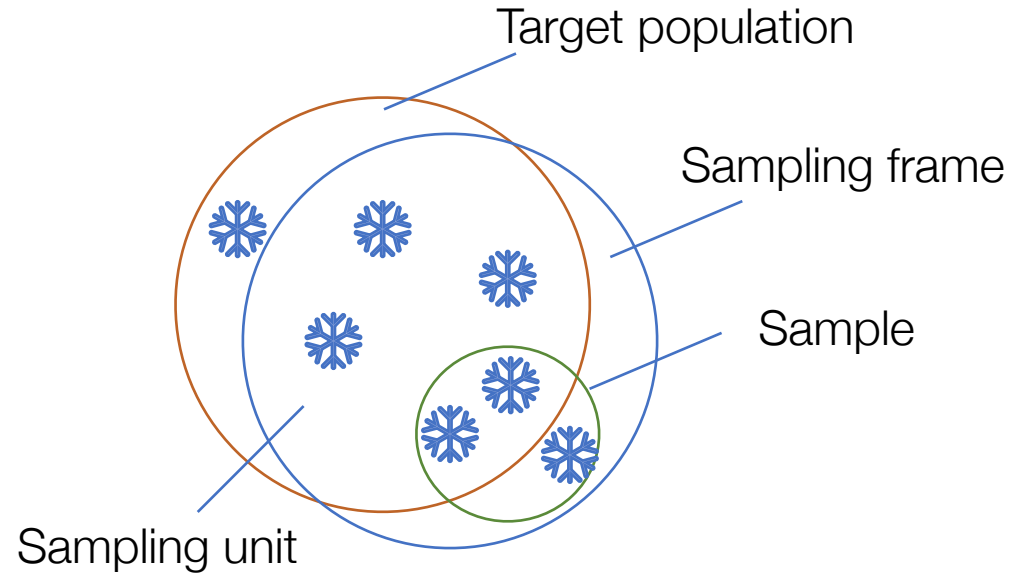 Target population
Sampling frame
Sample
Sampling unit